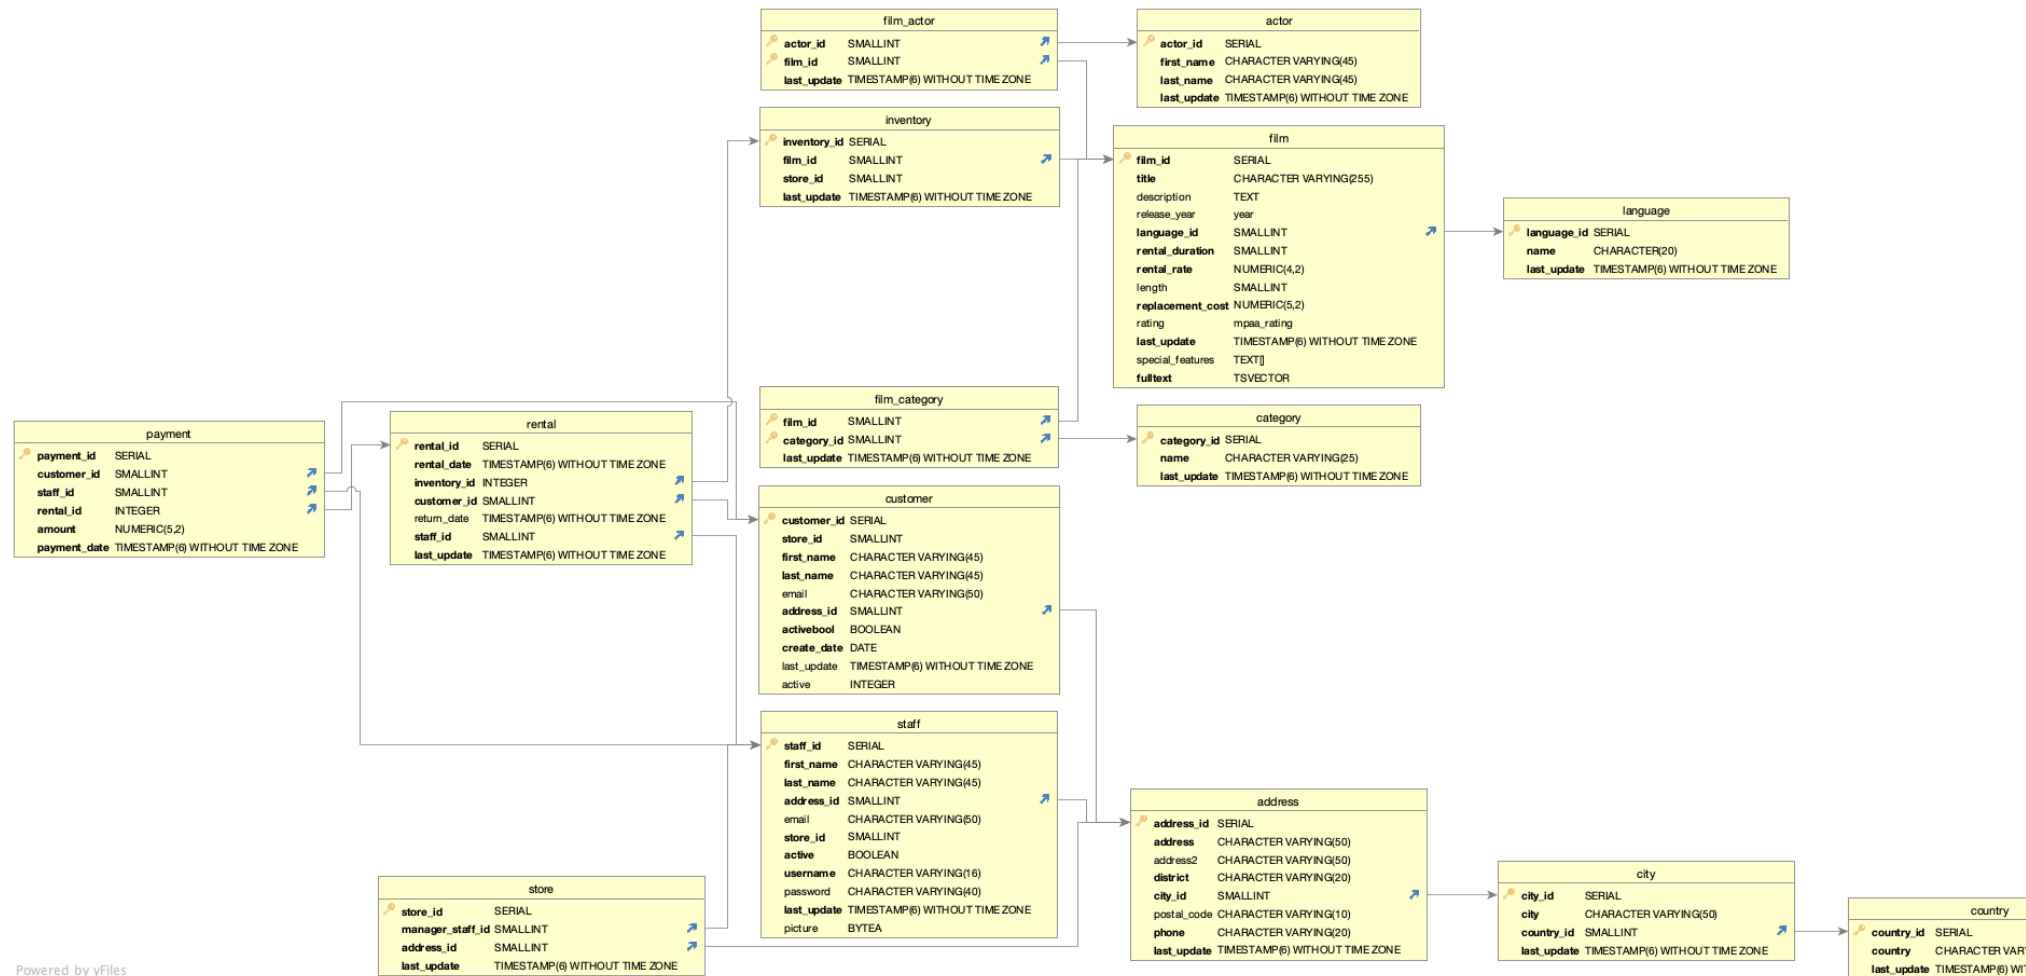 film_actor
actor_id SMALLINT
film_id SMALLINT
last_update TIMESTAMP(6) WITHOUT TIME ZONE
actor
actor_id SERIAL
first_name CHARACTER VARYING(45)
last_name CHARACTER VARYING(45)
last_update TIMESTAMP(6) WITHOUT TIME ZONE
inventory
inventory_id SERIAL
film_id SMALLINT
store_id SMALLINT
last_update TIMESTAMP(6) WITHOUT TIME ZONE
film
film_id SERIAL
title CHARACTER VARYING(255)
description TEXT
release_year year
language_id SMALLINT
rental_duration SMALLINT
rental_rate NUMERIC(4,2)
length SMALLINT
replacement_cost NUMERIC(5,2)
rating mpaa_rating
last_update TIMESTAMP(6) WITHOUT TIME ZONE
special_features TEXT[]
fulltext TSVECTOR
language
language_id SERIAL
name CHARACTER(20)
last_update TIMESTAMP(6) WITHOUT TIME ZONE
payment
payment_id SERIAL
customer_id SMALLINT
staff_id SMALLINT
rental_id INTEGER
amount NUMERIC(5,2)
payment_date TIMESTAMP(6) WITHOUT TIME ZONE
rental
rental_id SERIAL
rental_date TIMESTAMP(6) WITHOUT TIME ZONE
inventory_id INTEGER
customer_id SMALLINT
return_date TIMESTAMP(6) WITHOUT TIME ZONE
staff_id SMALLINT
last_update TIMESTAMP(6) WITHOUT TIME ZONE
film_category
film_id SMALLINT
category_id SMALLINT
last_update TIMESTAMP(6) WITHOUT TIME ZONE
category
category_id SERIAL
name CHARACTER VARYING(25)
last_update TIMESTAMP(6) WITHOUT TIME ZONE
customer
customer_id SERIAL
store_id SMALLINT
first_name CHARACTER VARYING(45)
last_name CHARACTER VARYING(45)
email CHARACTER VARYING(50)
address_id SMALLINT
activebool BOOLEAN
create_date DATE
last_update TIMESTAMP(6) WITHOUT TIME ZONE
active INTEGER
staff
staff_id SERIAL
first_name CHARACTER VARYING(45)
last_name CHARACTER VARYING(45)
address_id SMALLINT
email CHARACTER VARYING(50)
store_id SMALLINT
active BOOLEAN
username CHARACTER VARYING(16)
password CHARACTER VARYING(40)
last_update TIMESTAMP(6) WITHOUT TIME ZONE
picture BYTEA
store
store_id SERIAL
manager_staff_id SMALLINT
address_id SMALLINT
last_update TIMESTAMP(6) WITHOUT TIME ZONE
address
address_id SERIAL
address CHARACTER VARYING(50)
address2 CHARACTER VARYING(50)
district CHARACTER VARYING(20)
city_id SMALLINT
postal_code CHARACTER VARYING(10)
phone CHARACTER VARYING(20)
last_update TIMESTAMP(6) WITHOUT TIME ZONE
city
city_id SERIAL
city CHARACTER VARYING(50)
country_id SMALLINT
last_update TIMESTAMP(6) WITHOUT TIME ZONE
country
country_id SERIAL
country CHARACTER
last_update TIMESTAMP(6)
Powered by yFiles